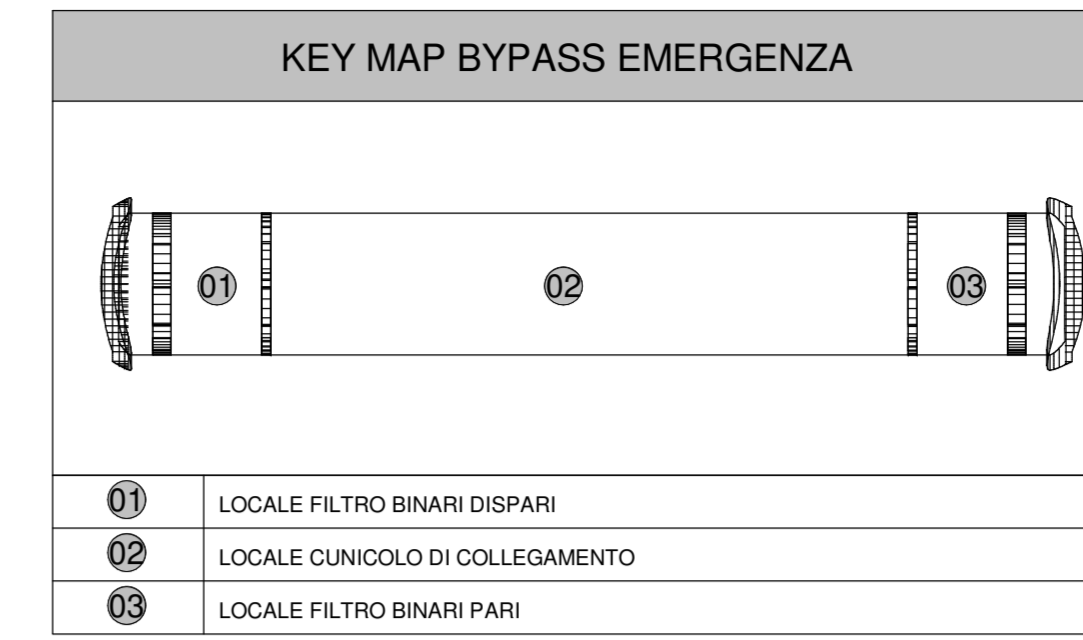 KEY MAP BYPASS EMERGENZA
01 02 03
01 LOCALE FILTRO BINARI DISPARI
02 LOCALE CUNICOLO DI COLLEGAMENTO
03 LOCALE FILTRO BINARI PARI